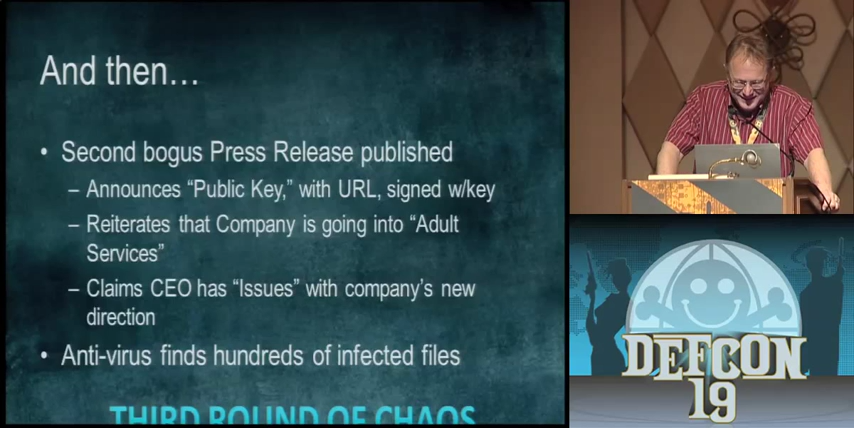 And then…
• Second bogus Press Release published
– Announces “Public Key,” with URL, signed w/key
– Reiterates that Company is going into “Adult
Services”
– Claims CEO has “Issues” with company’s new
direction
• Anti-virus finds hundreds of infected files
THIRD ROUND OF CHAOS
DEFCON
19